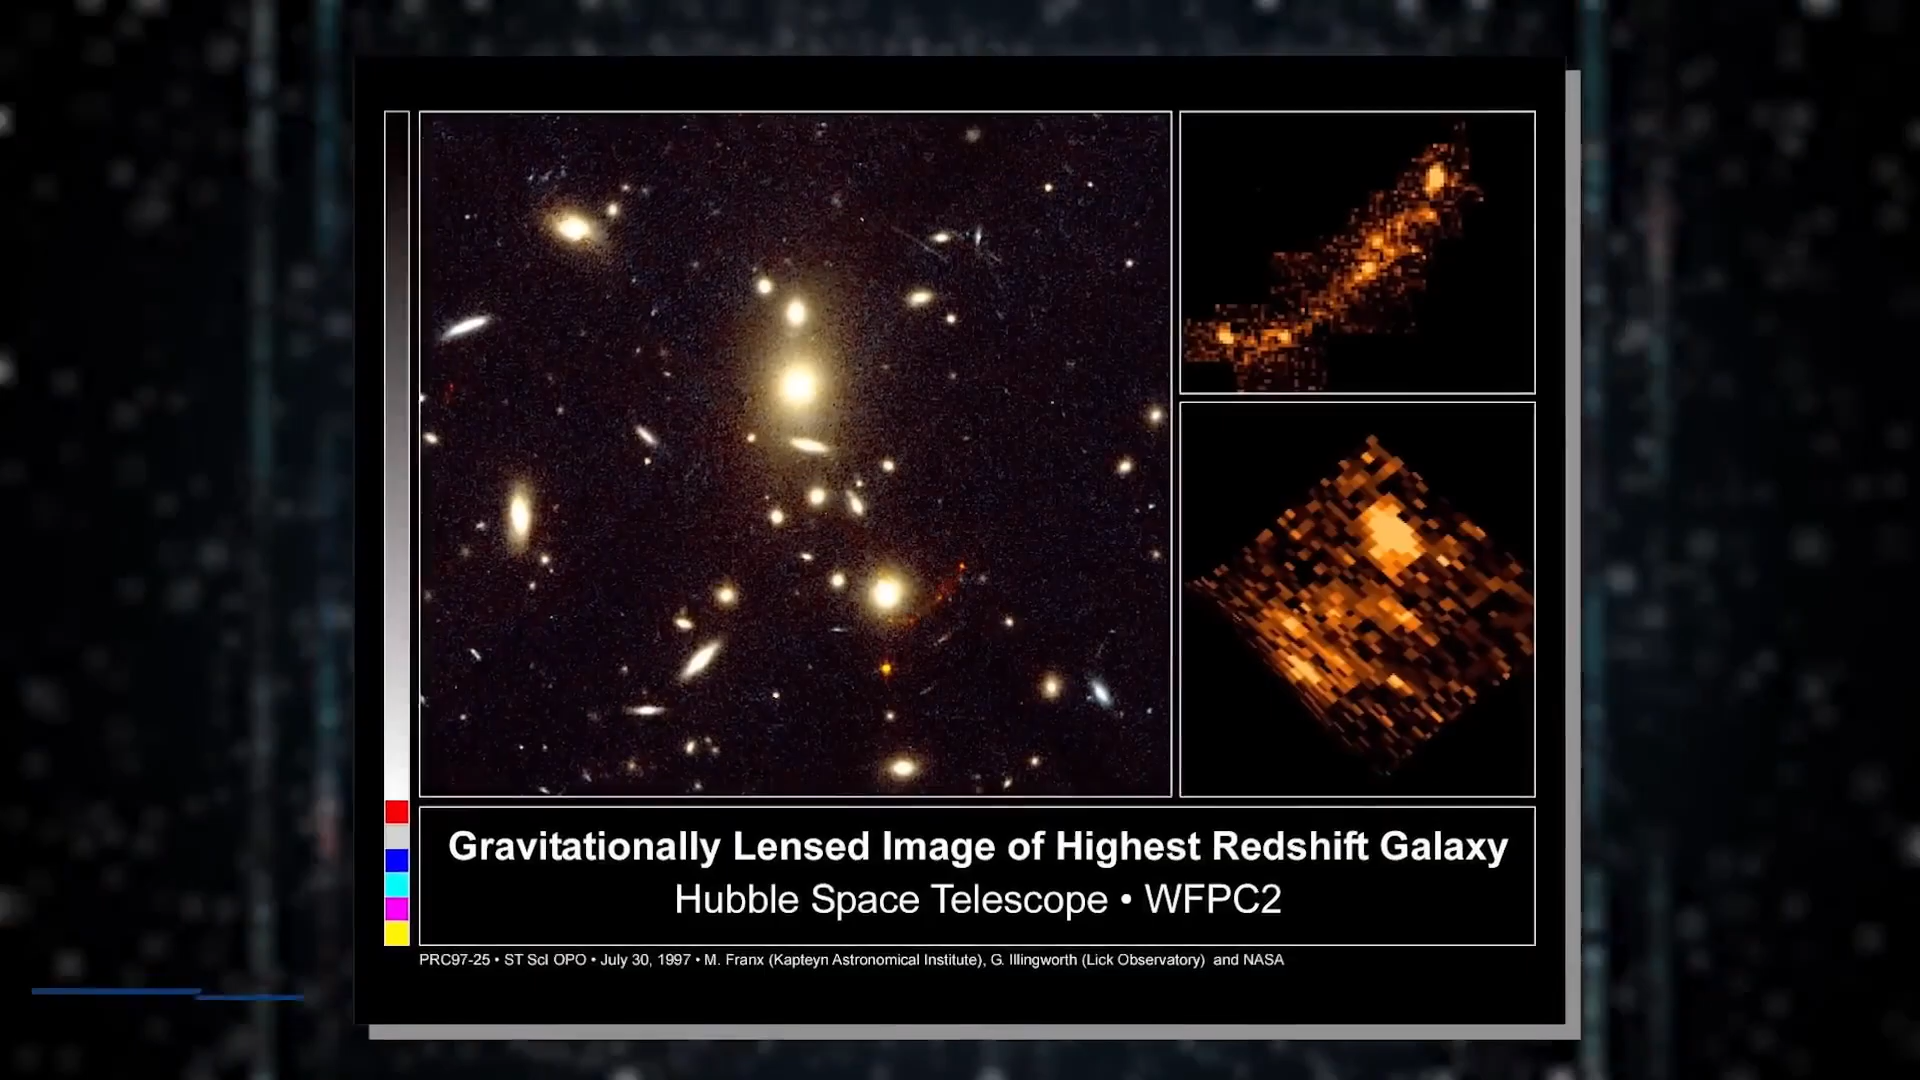 Gravitationally Lensed Image of Highest Redshift Galaxy
Hubble Space Telescope • WFPC2
PRC97-25 • ST ScI OPO • July 30, 1997 • M. Franx (Kapteyn Astronomical Institute), G. Illingworth (Lick Observatory) and NASA